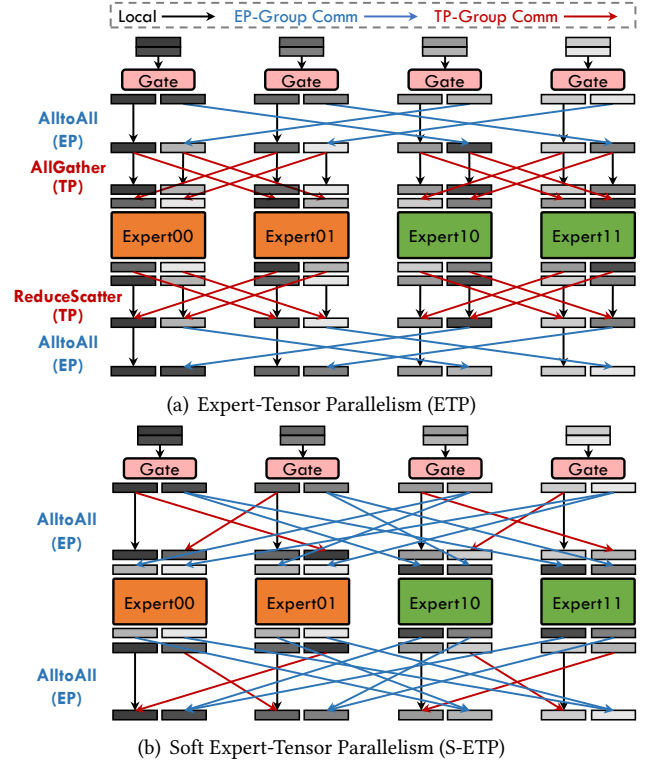 Local EP-Group Comm TP-Group Comm
Gate Gate Gate Gate
AlltoAll
(EP)
AllGather
(TP)
Expert00 Expert01 Expert10 Expert11
ReduceScatter
(TP)
AlltoAll
(EP)
(a) Expert-Tensor Parallelism (ETP)
Gate Gate Gate Gate
AlltoAll
(EP)
Expert00 Expert01 Expert10 Expert11
AlltoAll
(EP)
(b) Soft Expert-Tensor Parallelism (S-ETP)